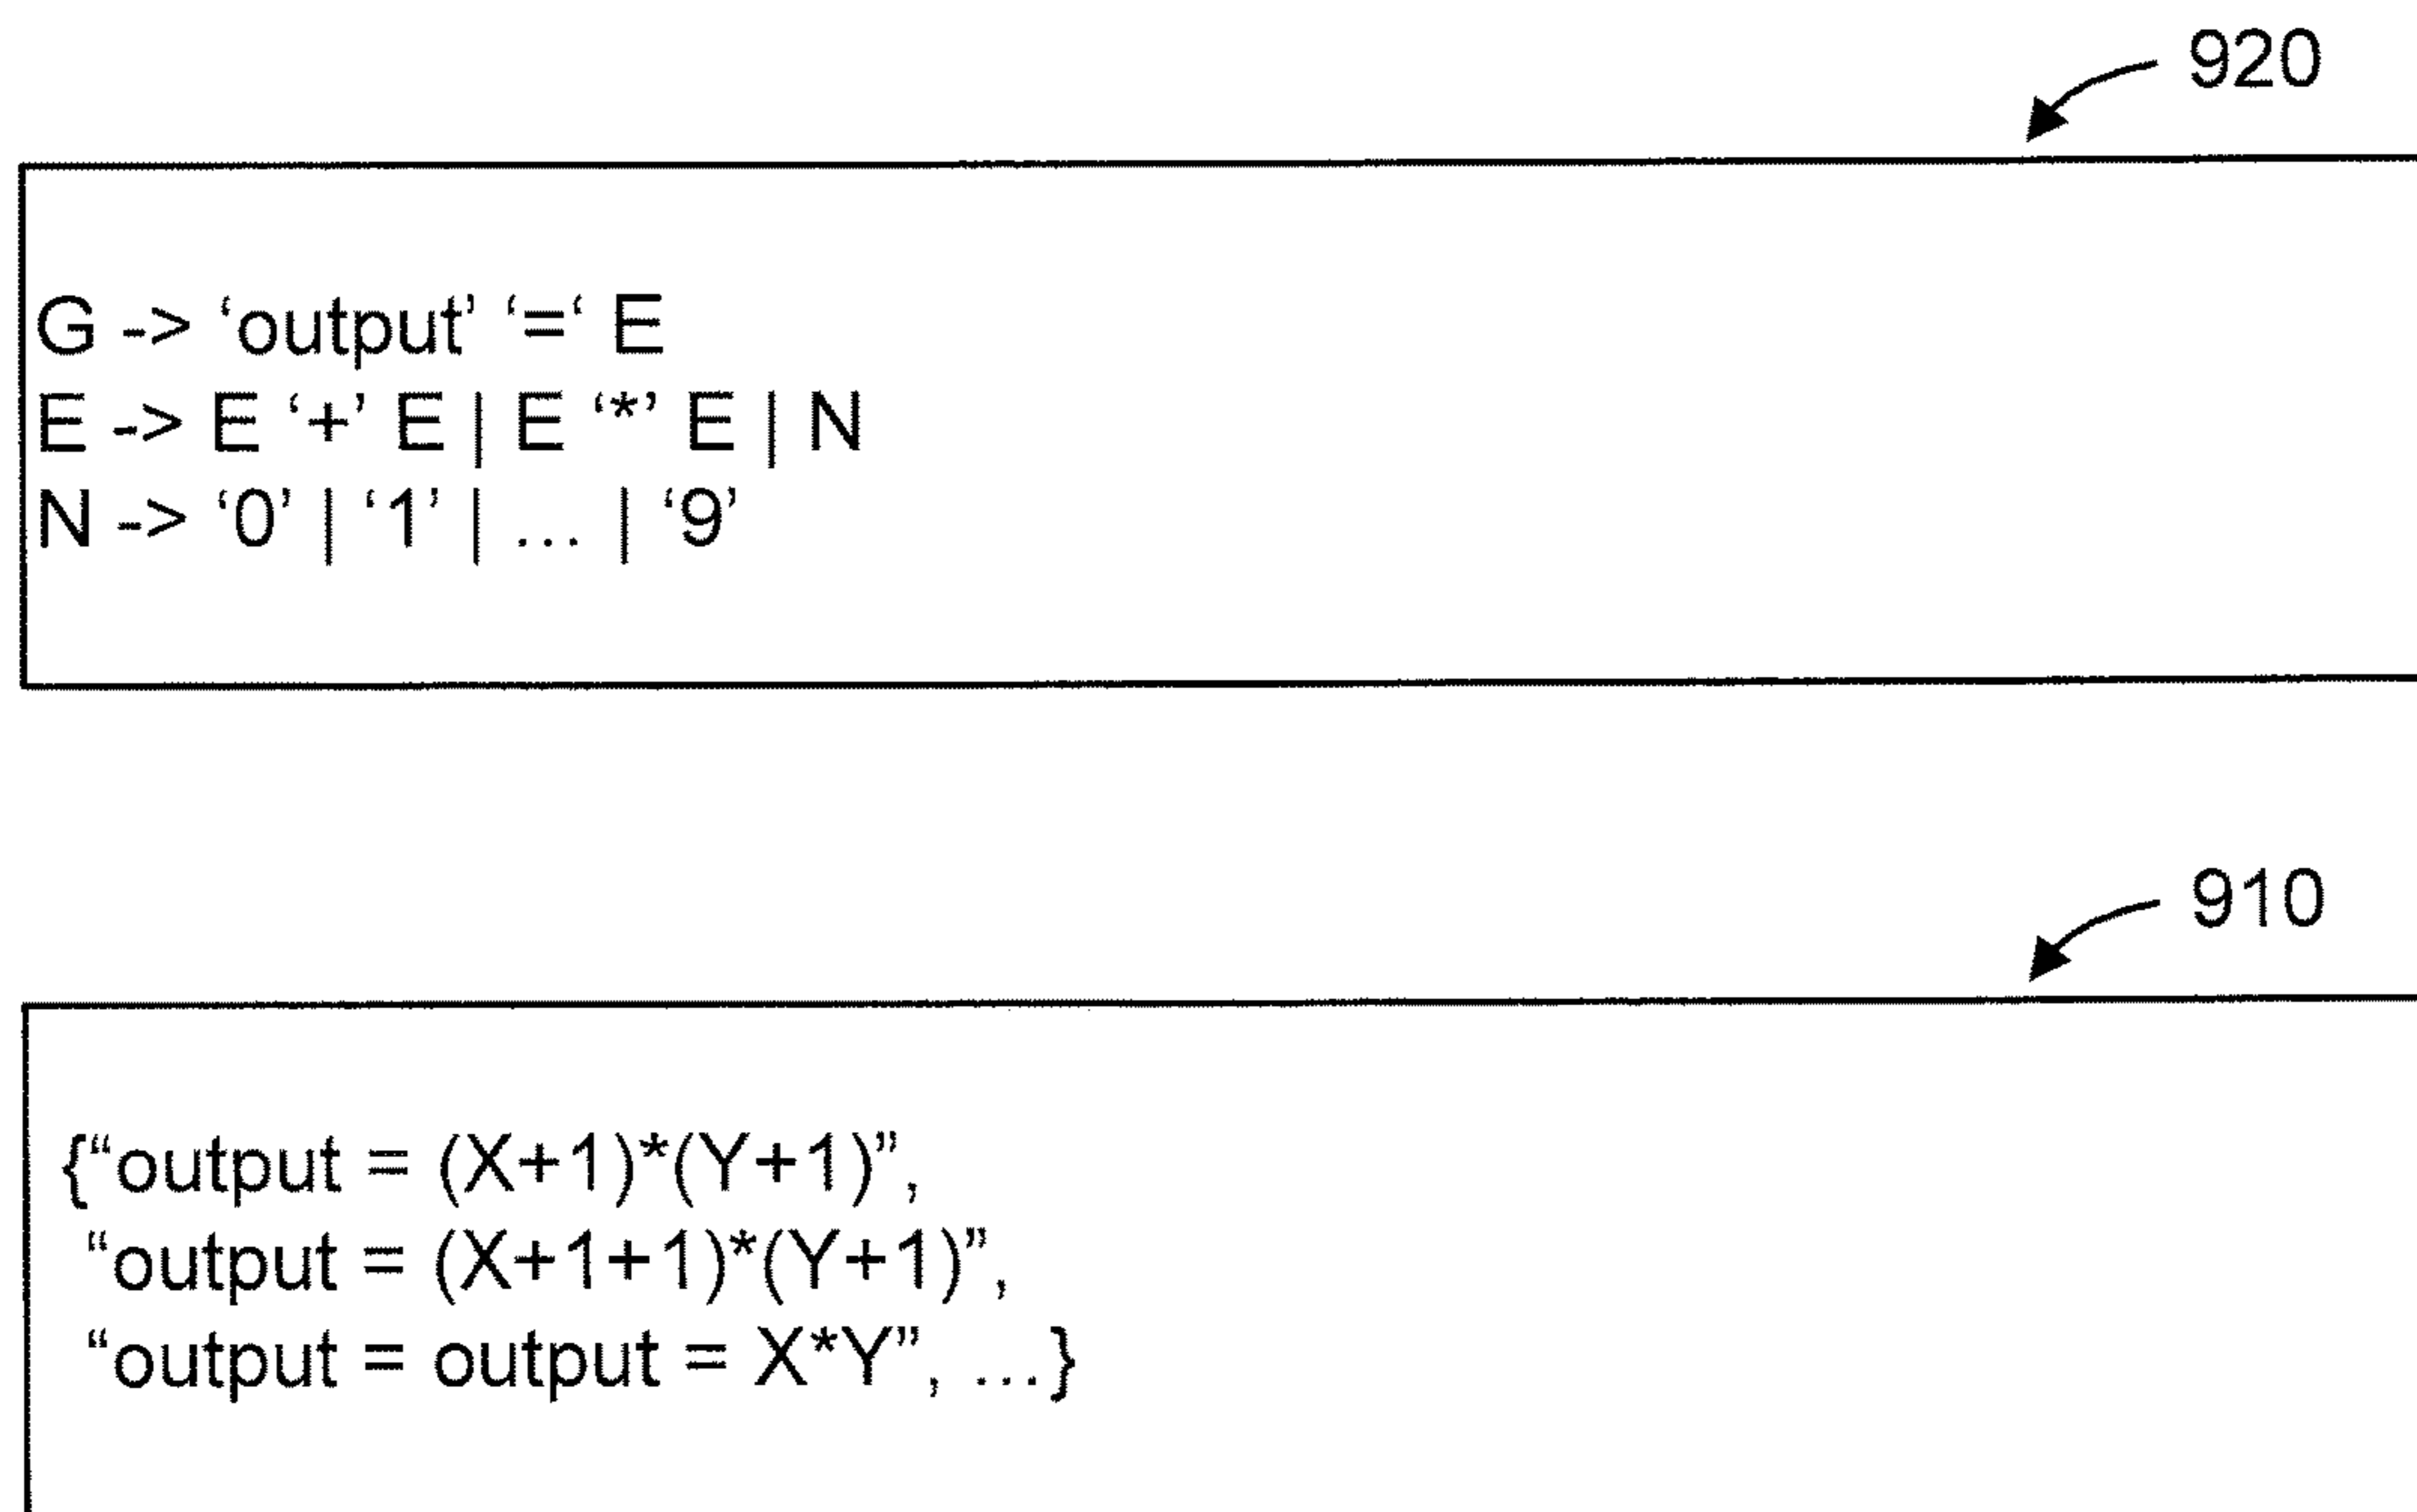 920
G -> ‘output’ ‘=‘ E
E -> E ‘+’ E | E ‘*’ E | N
N -> ‘0’ | ‘1’ | ... | ‘9’
910
{“output = (X+1)*(Y+1)”,
“output = (X+1+1)*(Y+1)”,
“output = output = X*Y”, ...}